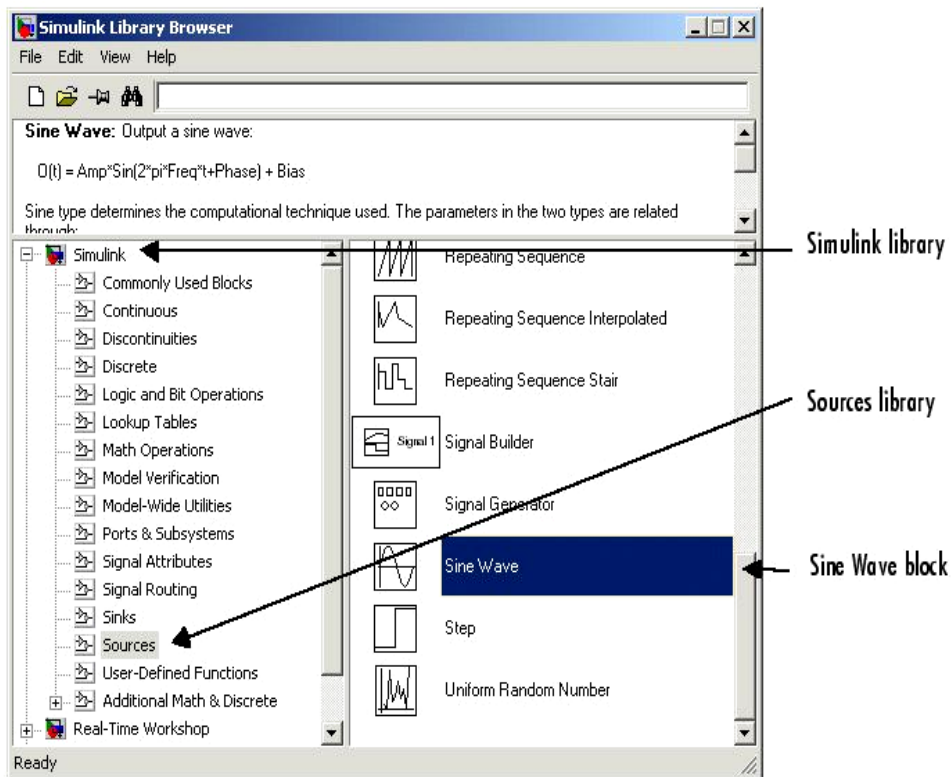 Simulink Library Browser
File Edit View Help
Sine Wave: Output a sine wave:
O(t) = Amp*Sin(2*pi*Freq*t+Phase) + Bias
Sine type determines the computational technique used. The parameters in the two types are related
through:
Simulink
Commonly Used Blocks
Continuous
Discontinuities
Discrete
Logic and Bit Operations
Lookup Tables
Math Operations
Model Verification
Model-Wide Utilities
Ports & Subsystems
Signal Attributes
Signal Routing
Sinks
Sources
User-Defined Functions
Additional Math & Discrete
Real-Time Workshop
Repeating Sequence
Repeating Sequence Interpolated
Repeating Sequence Stair
Signal 1 Signal Builder
Signal Generator
Sine Wave
Step
Uniform Random Number
Ready
Simulink library
Sources library
Sine Wave block